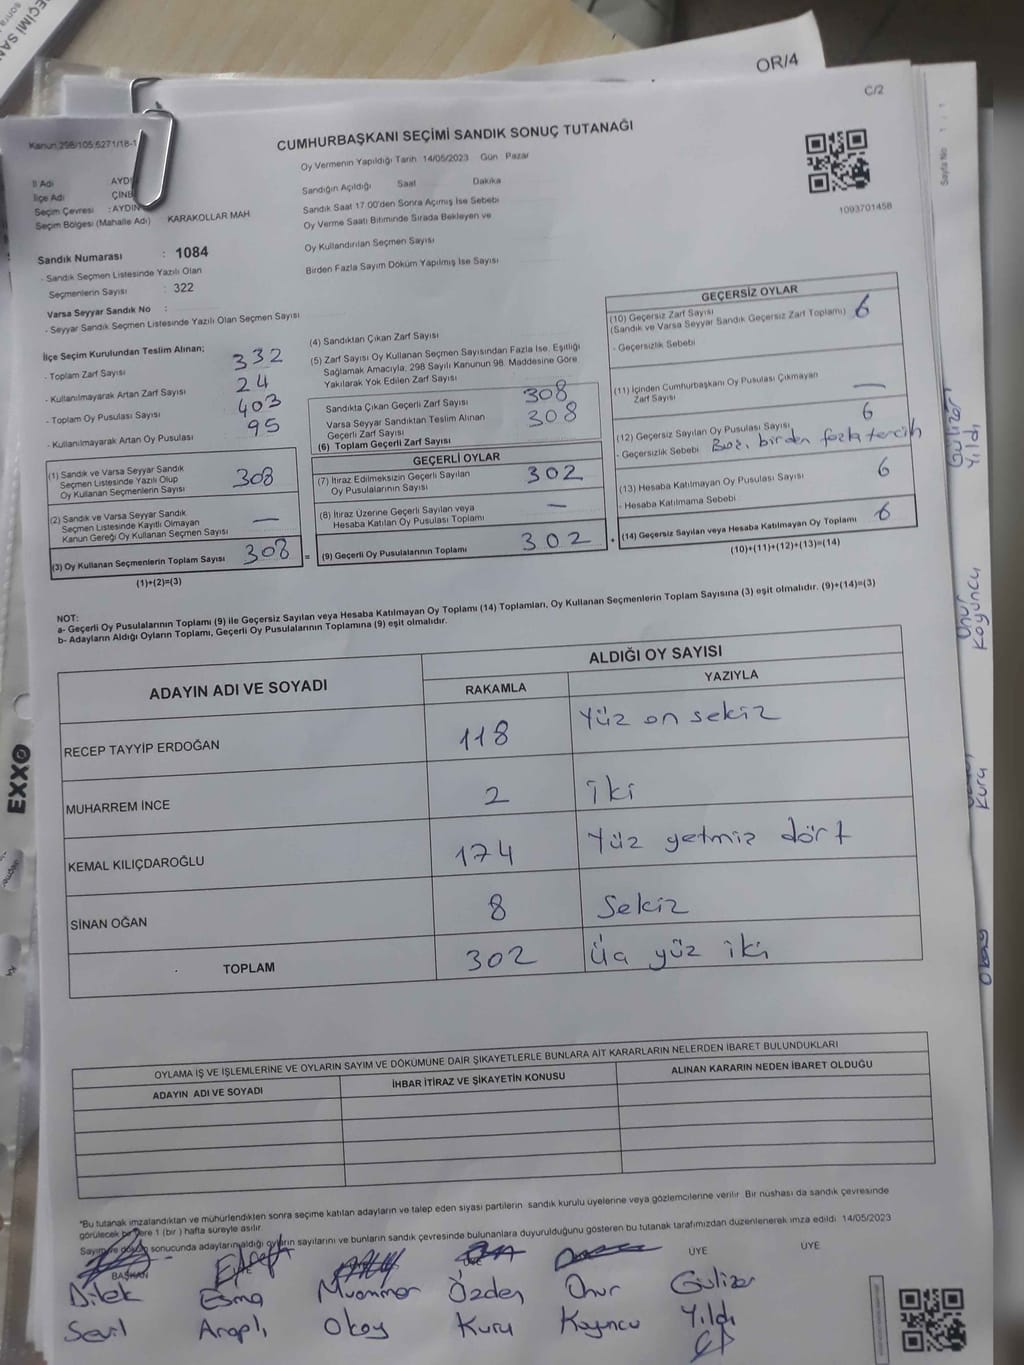 OR/4
C/2
Kanun 298/105,6271/18-1
CUMHURBAŞKANI SEÇİMİ SANDIK SONUÇ TUTANAĞI
Oy Vermenin Yapıldığı Tarih 14/05/2023 Gün Pazar
Sandığın Açıldığı Saat Dakika
Sandık Saat 17.00'den Sonra Açımış İse Sebebi
Oy Verme Saati Bitiminde Sırada Bekleyen ve
Oy Kullandırılan Seçmen Sayısı
Birden Fazla Sayım Döküm Yapılmış İse Sayısı
1093701458
Sayfa No 1 / 1
İl Adı AYD
İlçe Adı ÇİNE
Seçim Çevresi : AYDIN
Seçim Bölgesi (Mahalle Adı) KARAKOLLAR MAH
Sandık Numarası : 1084
- Sandık Seçmen Listesinde Yazılı Olan
Seçmenlerin Sayısı : 322
Varsa Seyyar Sandık No :
- Seyyar Sandık Seçmen Listesinde Yazılı Olan Seçmen Sayısı
İlçe Seçim Kurulundan Teslim Alınan;
- Toplam Zarf Sayısı 332
- Kullanılmayarak Artan Zarf Sayısı 24
- Toplam Oy Pusulası Sayısı 403
- Kullanılmayarak Artan Oy Pusulası 95
(1) Sandık ve Varsa Seyyar Sandık
Seçmen Listesinde Yazılı Olup
Oy Kullanan Seçmenlerin Sayısı 308
(2) Sandık ve Varsa Seyyar Sandık
Seçmen Listesinde Kayıtlı Olmayan
Kanun Gereği Oy Kullanan Seçmen Sayısı —
(3) Oy Kullanan Seçmenlerin Toplam Sayısı 308 =
(1)+(2)=(3)
(4) Sandıktan Çıkan Zarf Sayısı
(5) Zarf Sayısı Oy Kullanan Seçmen Sayısından Fazla İse, Eşitliği
Sağlamak Amacıyla, 298 Sayılı Kanunun 98. Maddesine Göre
Yakılarak Yok Edilen Zarf Sayısı
Sandıkta Çıkan Geçerli Zarf Sayısı 308
Varsa Seyyar Sandıktan Teslim Alınan
Geçerli Zarf Sayısı 308
(6) Toplam Geçerli Zarf Sayısı
GEÇERLİ OYLAR
(7) İtiraz Edilmeksizin Geçerli Sayılan
Oy Pusulalarının Sayısı 302
(8) İtiraz Üzerine Geçerli Sayılan veya
Hesaba Katılan Oy Pusulası Toplamı —
(9) Geçerli Oy Pusulalarının Toplamı 302 +
GEÇERSİZ OYLAR
(10) Geçersiz Zarf Sayısı 6
(Sandık ve Varsa Seyyar Sandık Geçersiz Zarf Toplamı)
- Geçersizlik Sebebi
(11) İçinden Cumhurbaşkanı Oy Pusulası Çıkmayan
Zarf Sayısı —
(12) Geçersiz Sayılan Oy Pusulası Sayısı 6
- Geçersizlik Sebebi Boz. birden fazla tercih
(13) Hesaba Katılmayan Oy Pusulası Sayısı 6
- Hesaba Katılmama Sebebi
(14) Geçersiz Sayılan veya Hesaba Katılmayan Oy Toplamı 6
(10)+(11)+(12)+(13)=(14)
NOT:
a- Geçerli Oy Pusulalarının Toplamı (9) ile Geçersiz Sayılan veya Hesaba Katılmayan Oy Toplamı (14) Toplamları, Oy Kullanan Seçmenlerin Toplam Sayısına (3) eşit olmalıdır. (9)+(14)=(3)
b- Adayların Aldığı Oyların Toplamı, Geçerli Oy Pusulalarının Toplamına (9) eşit olmalıdır.
ADAYIN ADI VE SOYADI
ALDIĞI OY SAYISI
RAKAMLA YAZIYLA
RECEP TAYYİP ERDOĞAN 118 Yüz on sekiz
MUHARREM İNCE 2 İki
KEMAL KILIÇDAROĞLU 174 Yüz yetmiz dört
SİNAN OĞAN 8 Sekiz
TOPLAM 302 Üç yüz iki
OYLAMA İŞ VE İŞLEMLERİNE VE OYLARIN SAYIM VE DÖKÜMÜNE DAİR ŞİKAYETLERLE BUNLARA AİT KARARLARIN NELERDEN İBARET BULUNDUKLARI
ADAYIN ADI VE SOYADI İHBAR İTİRAZ VE ŞİKAYETİN KONUSU ALINAN KARARIN NEDEN İBARET OLDUĞU
*Bu tutanak imzalandıktan ve mühürlendikten sonra seçime katılan adayların ve talep eden siyasi partilerin sandık kurulu üyelerine veya gözlemcilerine verilir. Bir nüshası da sandık çevresinde
görülecek bir yere 1 (bir ) hafta süreyle asılır.
Sayım ve döküm sonucunda adayların aldığı oyların sayılarını ve bunların sandık çevresinde bulunanlara duyurulduğunu gösteren bu tutanak tarafımızdan düzenlenerek imza edildi. 14/05/2023
BAŞKAN ÜYE ÜYE
Dilek Esma Muammer Özden Onur Gülizar
Sevil Araplı Okay Kuru Koyuncu Yıldı
Gülizar
Yıldı
Onur
Koyuncu
Kuru
Okay
EXXO